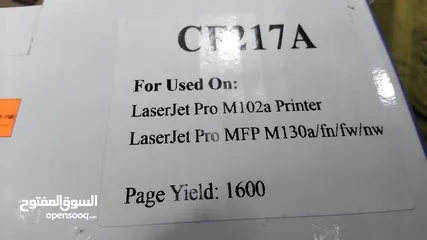 CF217A
For Used On:
LaserJet Pro M102a Printer
LaserJet Pro MFP M130a/fn/fw/nw
Page Yield: 1600
السوق المفتوح
opensooq.com